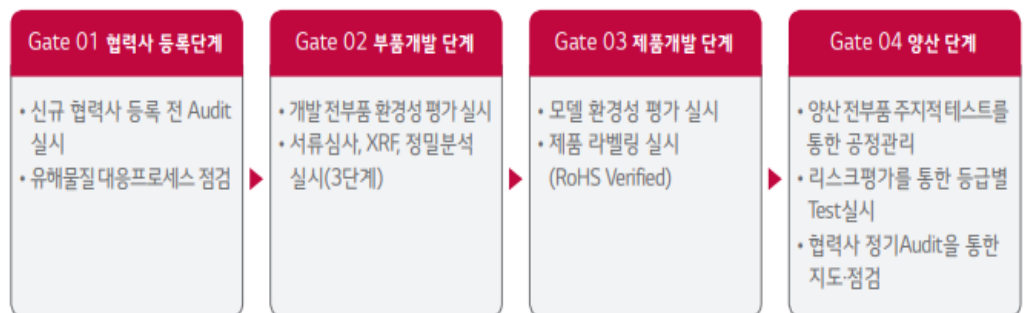 Gate 01 협력사 등록단계
• 신규 협력사 등록 전 Audit
실시
• 유해물질 대응프로세스 점검
Gate 02 부품개발 단계
• 개발 전부품 환경성 평가 실시
• 서류심사, XRF, 정밀분석
실시(3단계)
Gate 03 제품개발 단계
• 모델 환경성 평가 실시
• 제품 라벨링 실시
(RoHS Verified)
Gate 04 양산 단계
• 양산 전부품 주지적 테스트를
통한 공정관리
• 리스크평가를 통한 등급별
Test실시
• 협력사 정기Audit을 통한
지도·점검